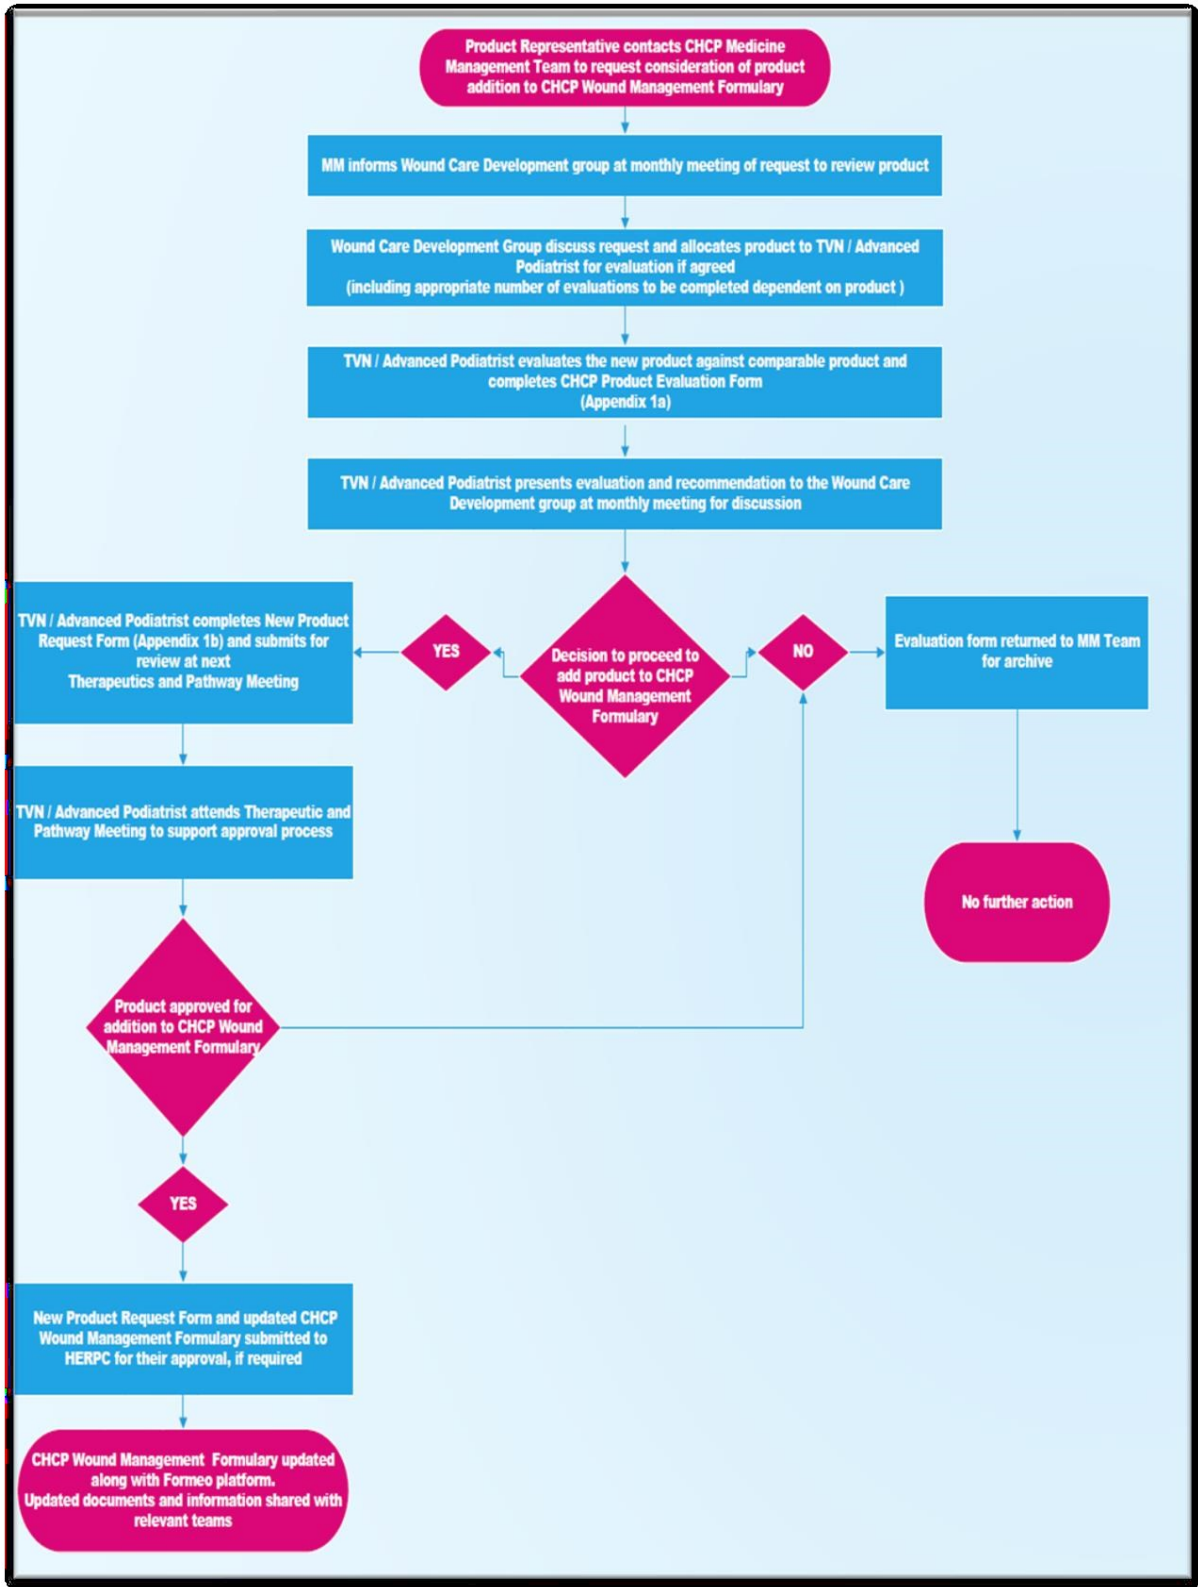 Product Representative contacts CHCP Medicine
Management Team to request consideration of product
addition to CHCP Wound Management Formulary
MM informs Wound Care Development group at monthly meeting of request to review product
Wound Care Development Group discuss request and allocates product to TVN / Advanced
Podiatrist for evaluation if agreed
(including appropriate number of evaluations to be completed dependent on product )
TVN / Advanced Podiatrist evaluates the new product against comparable product and
completes CHCP Product Evaluation Form
(Appendix 1a)
TVN / Advanced Podiatrist presents evaluation and recommendation to the Wound Care
Development group at monthly meeting for discussion
Decision to proceed to
add product to CHCP
Wound Management
Formulary
YES
NO
TVN / Advanced Podiatrist completes New Product
Request Form (Appendix 1b) and submits for
review at next
Therapeutics and Pathway Meeting
Evaluation form returned to MM Team
for archive
TVN / Advanced Podiatrist attends Therapeutic and
Pathway Meeting to support approval process
No further action
Product approved for
addition to CHCP Wound
Management Formulary
YES
New Product Request Form and updated CHCP
Wound Management Formulary submitted to
HERPC for their approval, if required
CHCP Wound Management Formulary updated
along with Formeo platform.
Updated documents and information shared with
relevant teams